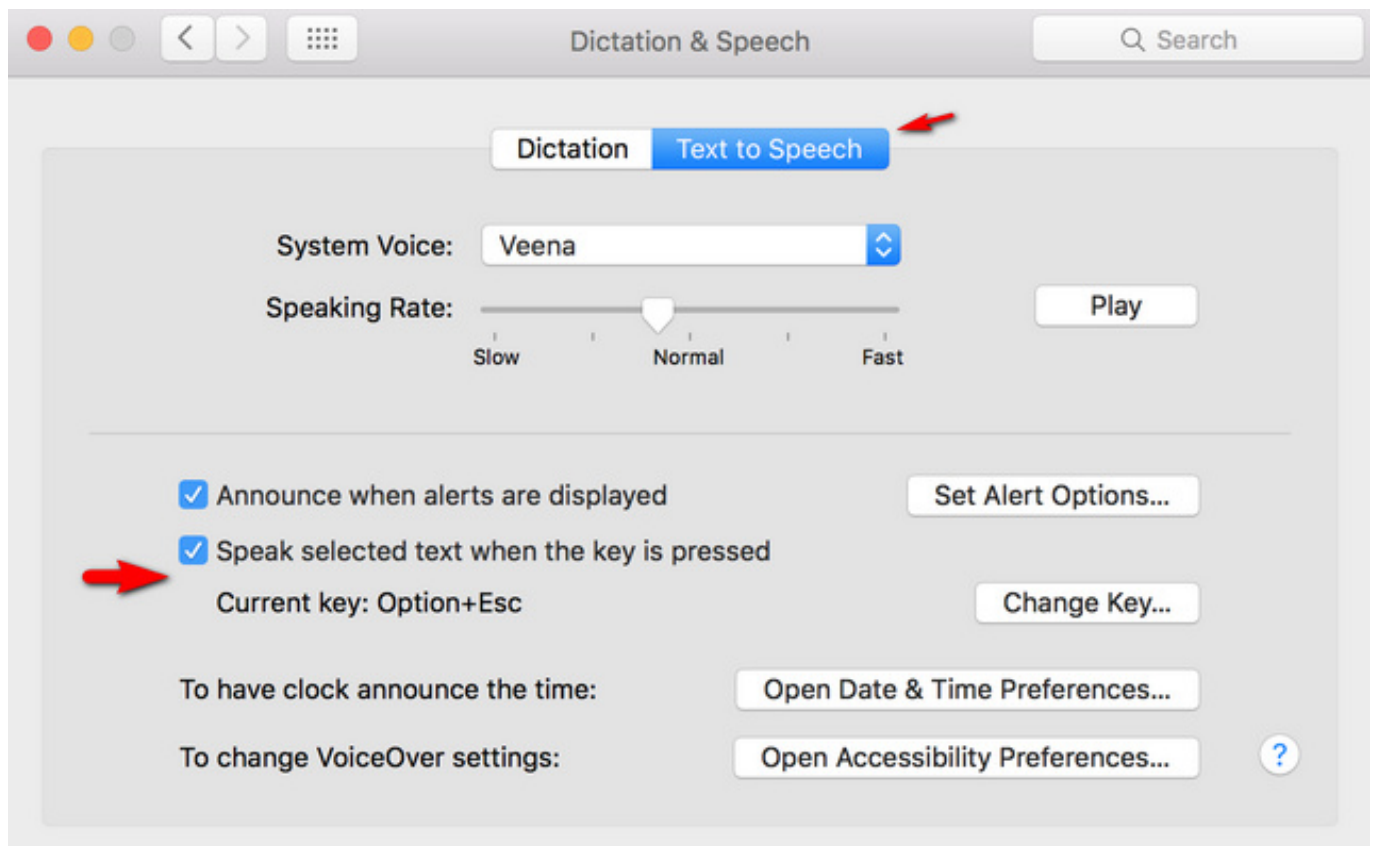 Dictation & Speech
Search
Dictation
Text to Speech
System Voice: Veena
Speaking Rate:
Play
Slow Normal Fast
Announce when alerts are displayed
Set Alert Options...
Speak selected text when the key is pressed
Current key: Option+Esc
Change Key...
To have clock announce the time:
Open Date & Time Preferences...
To change VoiceOver settings:
Open Accessibility Preferences...
?